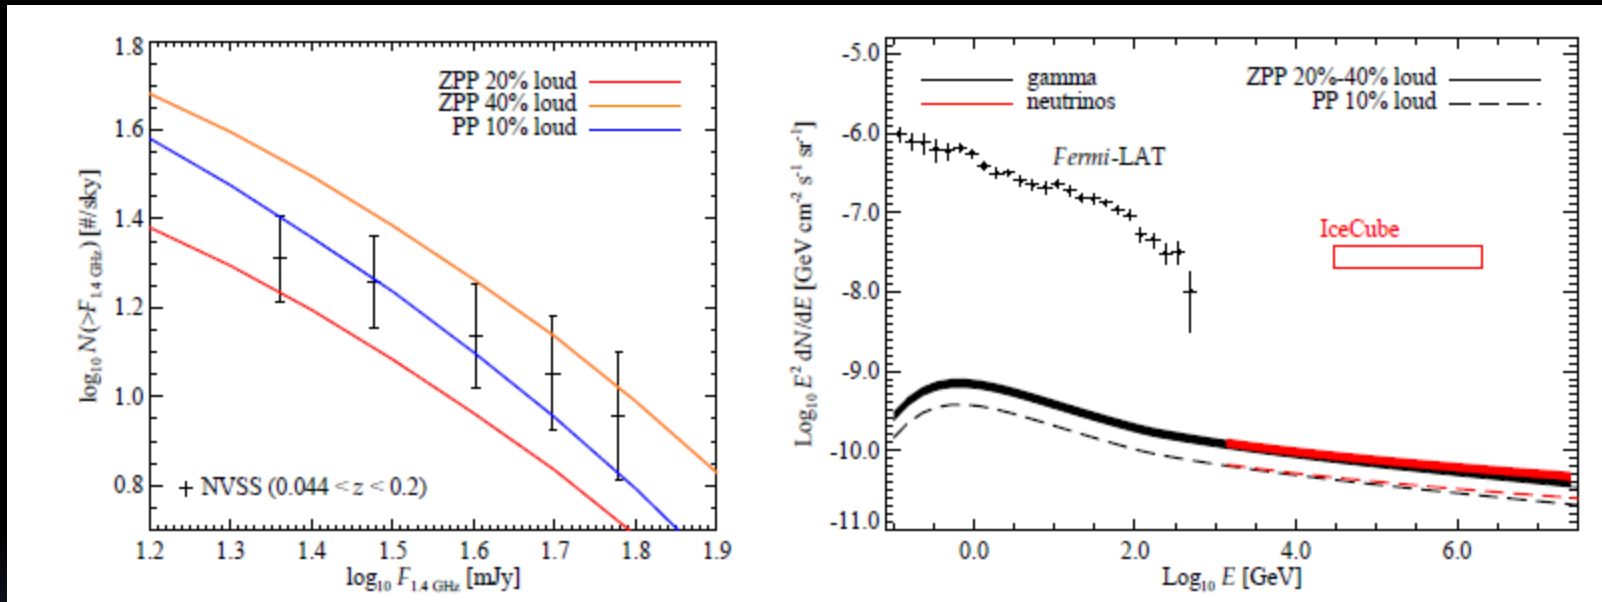 1.8
1.6
1.4
1.2
1.0
0.8
log₁₀ N(>F₁.₄ GHz) [#/sky]
ZPP 20% loud
ZPP 40% loud
PP 10% loud
NVSS (0.044 < z < 0.2)
1.2 1.3 1.4 1.5 1.6 1.7 1.8 1.9
log₁₀ F₁.₄ GHz [mJy]
-5.0
-6.0
-7.0
-8.0
-9.0
-10.0
-11.0
Log₁₀ E² dN/dE [GeV cm⁻² s⁻¹ sr⁻¹]
gamma ZPP 20%-40% loud
neutrinos PP 10% loud
Fermi-LAT
IceCube
0.0 2.0 4.0 6.0
Log₁₀ E [GeV]